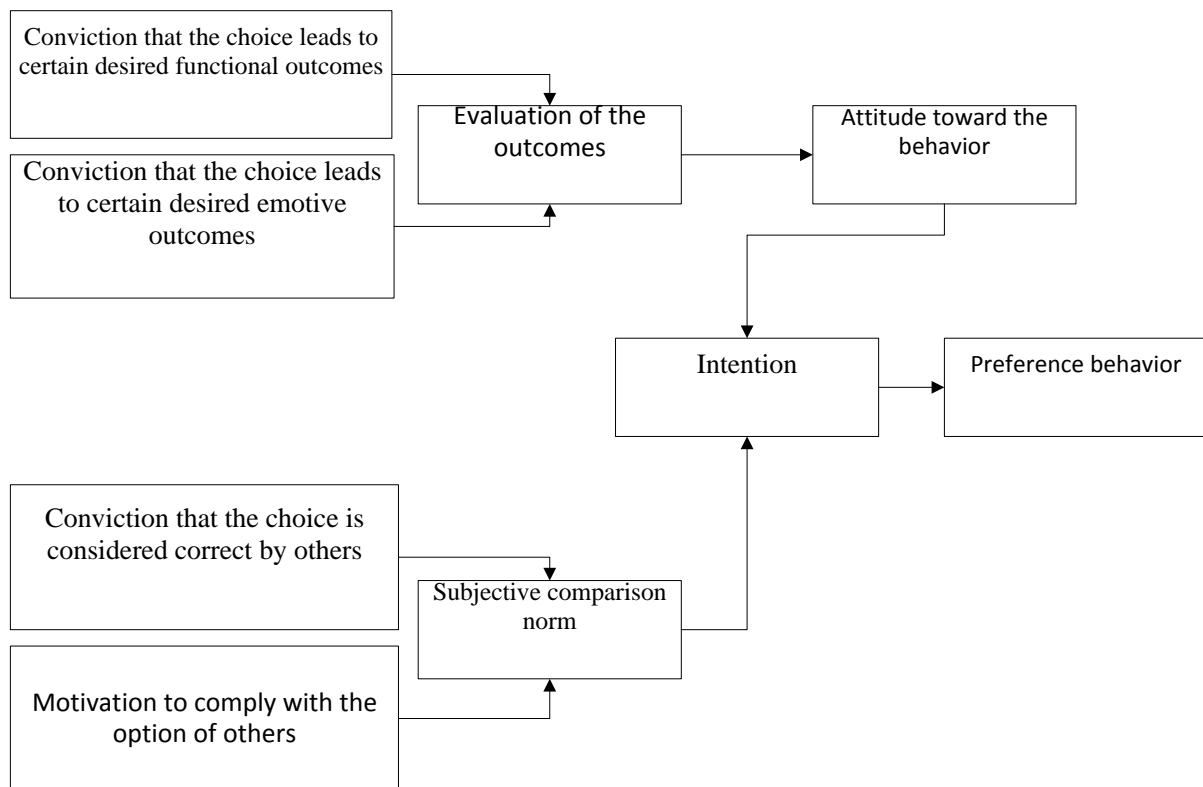 Conviction that the choice leads to
certain desired functional outcomes
Evaluation of the
outcomes
Attitude toward the
behavior
Conviction that the choice leads
to certain desired emotive
outcomes
Intention
Preference behavior
Conviction that the choice is
considered correct by others
Subjective comparison
norm
Motivation to comply with the
option of others